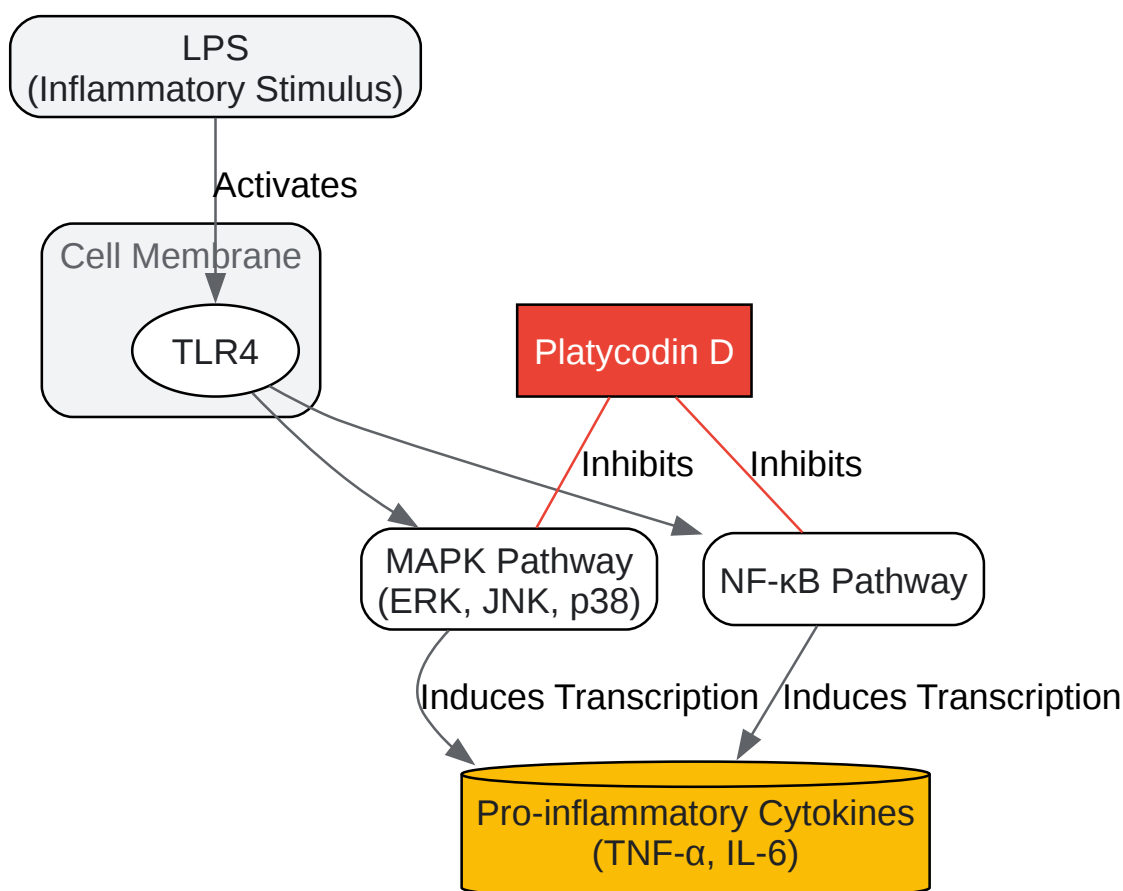 LPS
(Inflammatory Stimulus)
Activates
Cell Membrane
TLR4
Platycodin D
Inhibits
Inhibits
MAPK Pathway
(ERK, JNK, p38)
NF-κB Pathway
Induces Transcription
Induces Transcription
Pro-inflammatory Cytokines
(TNF-α, IL-6)